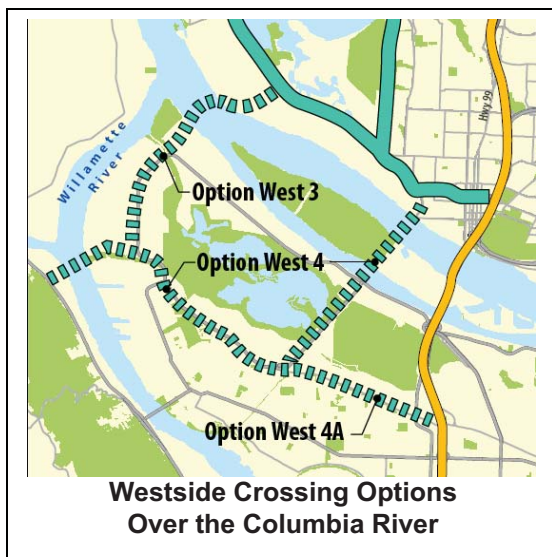 Hwy 99
Willamette
River
Option West 3
Option West 4
Option West 4A
Westside Crossing Options
Over the Columbia River